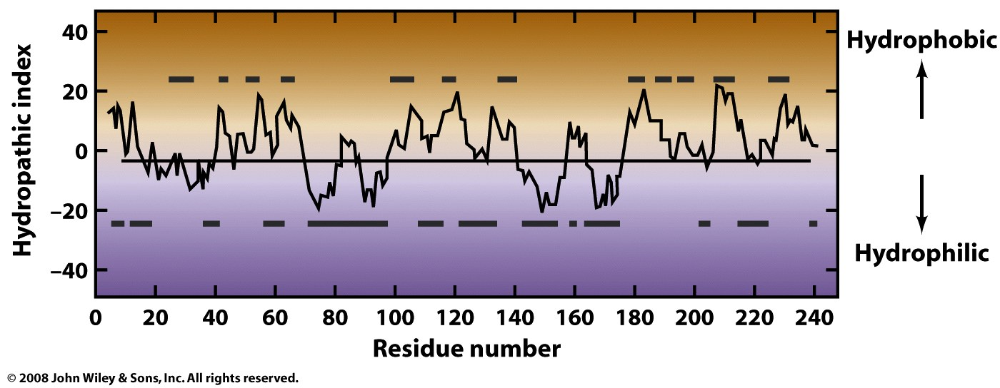 Hydropathic index
40
20
0
–20
–40
0 20 40 60 80 100 120 140 160 180 200 220 240
Residue number
Hydrophobic
Hydrophilic
© 2008 John Wiley & Sons, Inc. All rights reserved.